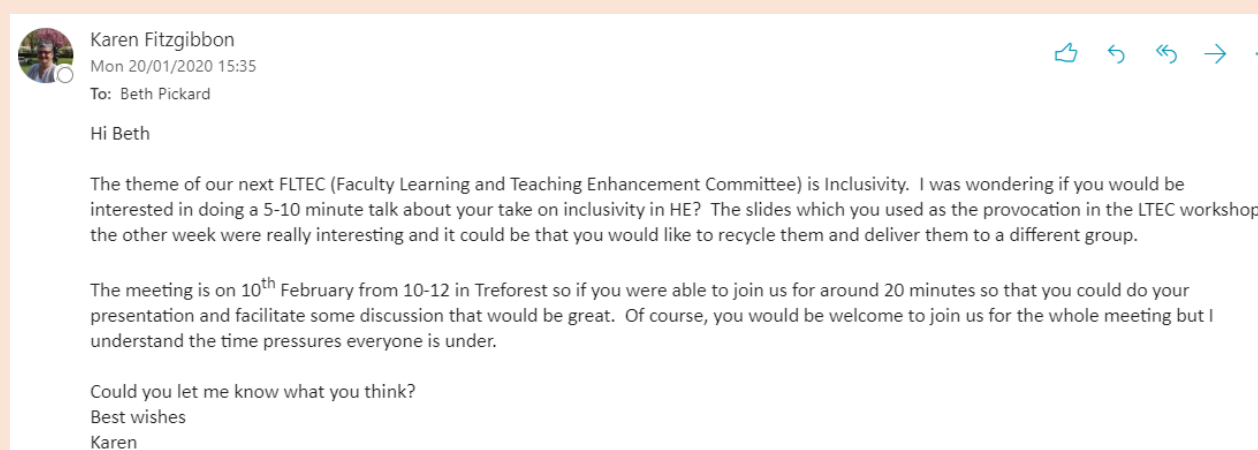 Karen Fitzgibbon
Mon 20/01/2020 15:35
To: Beth Pickard
Hi Beth
The theme of our next FLTEC (Faculty Learning and Teaching Enhancement Committee) is Inclusivity. I was wondering if you would be
interested in doing a 5-10 minute talk about your take on inclusivity in HE? The slides which you used as the provocation in the LTEC workshop
the other week were really interesting and it could be that you would like to recycle them and deliver them to a different group.
The meeting is on 10th February from 10-12 in Treforest so if you were able to join us for around 20 minutes so that you could do your
presentation and facilitate some discussion that would be great. Of course, you would be welcome to join us for the whole meeting but I
understand the time pressures everyone is under.
Could you let me know what you think?
Best wishes
Karen